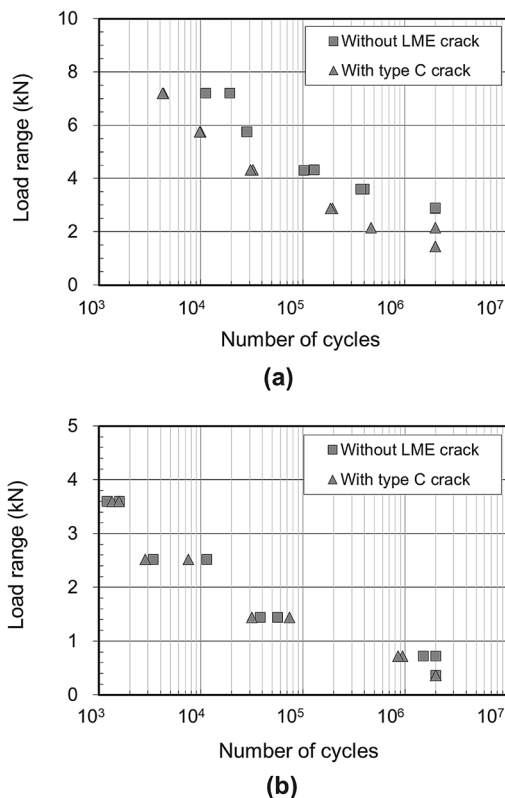 (a)
10
8
6
4
2
0
Load range (kN)
Without LME crack
With type C crack
10³ 10⁴ 10⁵ 10⁶ 10⁷
Number of cycles
(a)
5
4
3
2
1
0
Load range (kN)
Without LME crack
With type C crack
10³ 10⁴ 10⁵ 10⁶ 10⁷
Number of cycles
(b)